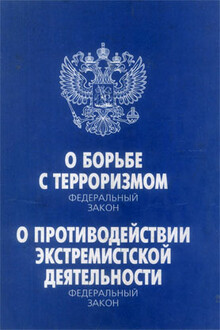 О БОРЬБЕ
С ТЕРРОРИЗМОМ
ФЕДЕРАЛЬНЫЙ
ЗАКОН
О ПРОТИВОДЕЙСТВИИ
ЭКСТРЕМИСТСКОЙ
ДЕЯТЕЛЬНОСТИ
ФЕДЕРАЛЬНЫЙ
ЗАКОН